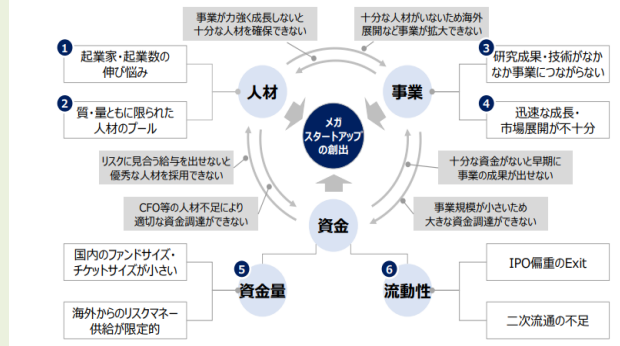 事業が力強く成長しないと
十分な人材を確保できない
十分な人材がいないため海外
展開など事業が拡大できない
1
起業家・起業数の
伸び悩み
2
質・量ともに限られた
人材のプール
人材
メガ
スタートアップ
の創出
事業
3
研究成果・技術がなか
なか事業につながらない
4
迅速な成長・
市場展開が不十分
リスクに見合う給与を出せないと
優秀な人材を採用できない
CFO等の人材不足により
適切な資金調達ができない
十分な資金がないと早期に
事業の成果が出せない
事業規模が小さいため
大きな資金調達ができない
資金
国内のファンドサイズ・
チケットサイズが小さい
海外からのリスクマネー
供給が限定的
5
資金量
6
流動性
IPO偏重のExit
二次流通の不足